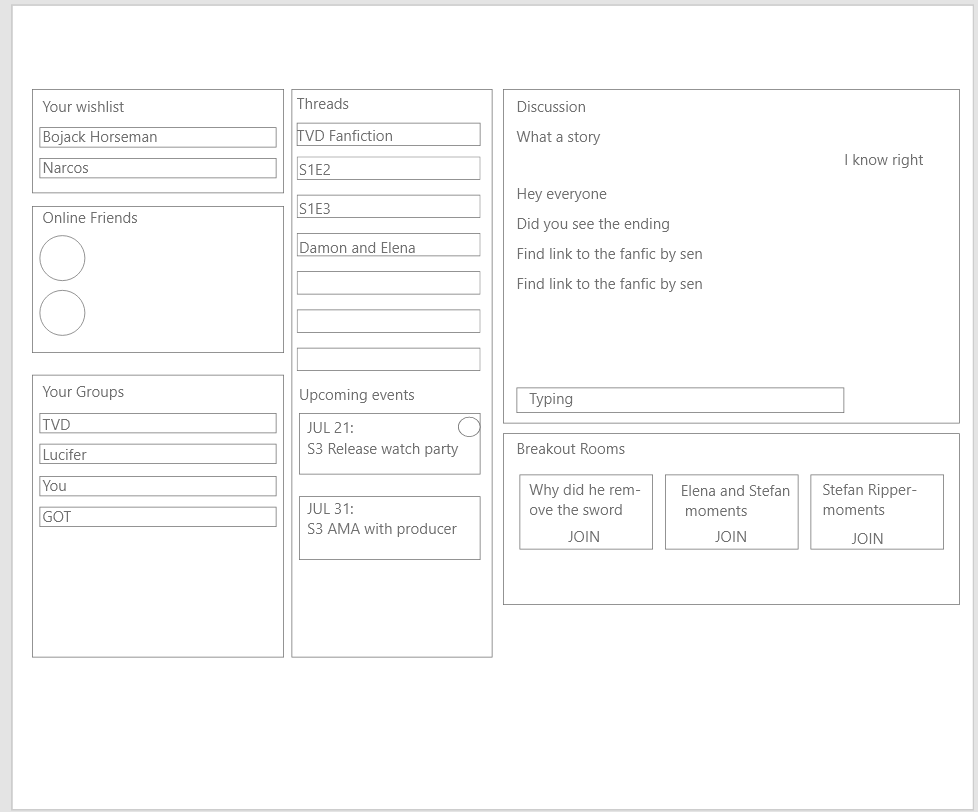 Your wishlist
Bojack Horseman
Narcos
Online Friends
Your Groups
TVD
Lucifer
You
GOT
Threads
TVD Fanfiction
S1E2
S1E3
Damon and Elena
Upcoming events
JUL 21:
S3 Release watch party
JUL 31:
S3 AMA with producer
Discussion
What a story
I know right
Hey everyone
Did you see the ending
Find link to the fanfic by sen
Find link to the fanfic by sen
Typing
Breakout Rooms
Why did he rem-
ove the sword
JOIN
Elena and Stefan
moments
JOIN
Stefan Ripper-
moments
JOIN